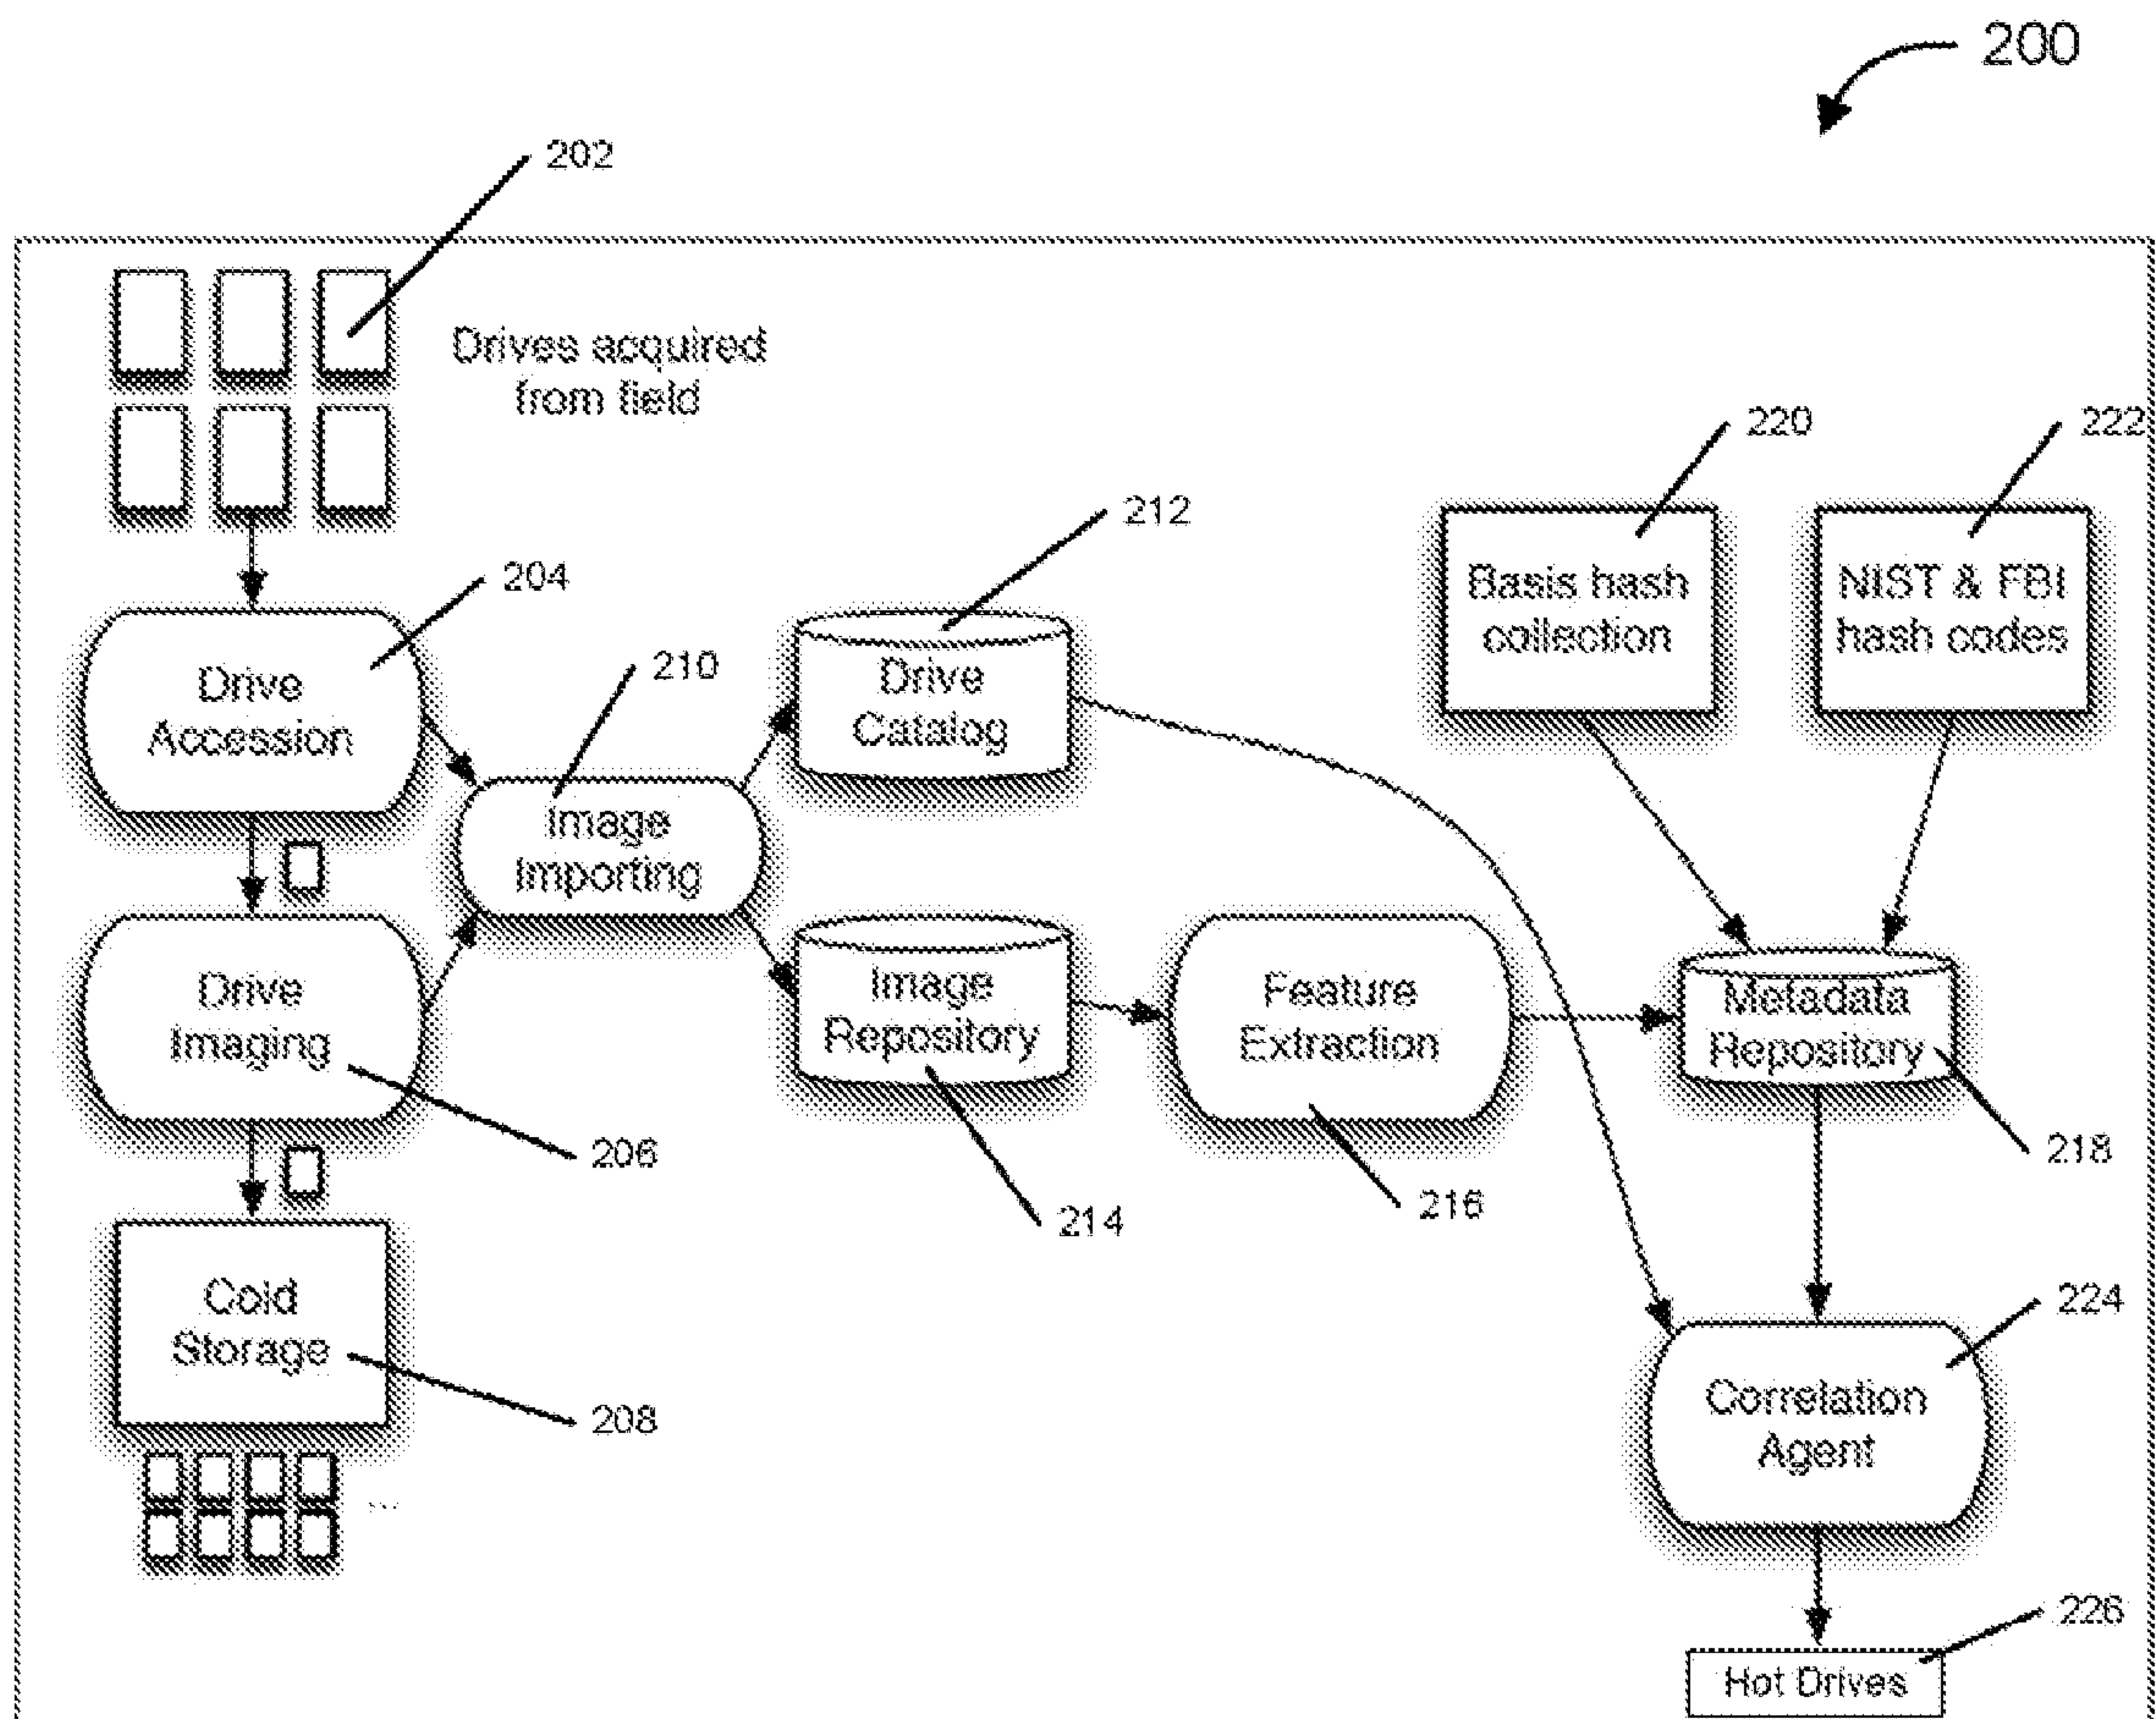 200
202
Drives acquired
from field
220
222
212
Basis hash
collection
NIST & FBI
hash codes
204
Drive
Accession
210
Drive
Catalog
Image
Importing
Drive
Imaging
Image
Repository
Feature
Extraction
Metadata
Repository
206
214
216
218
Cold
Storage
208
...
224
Correlation
Agent
226
Hot Drives